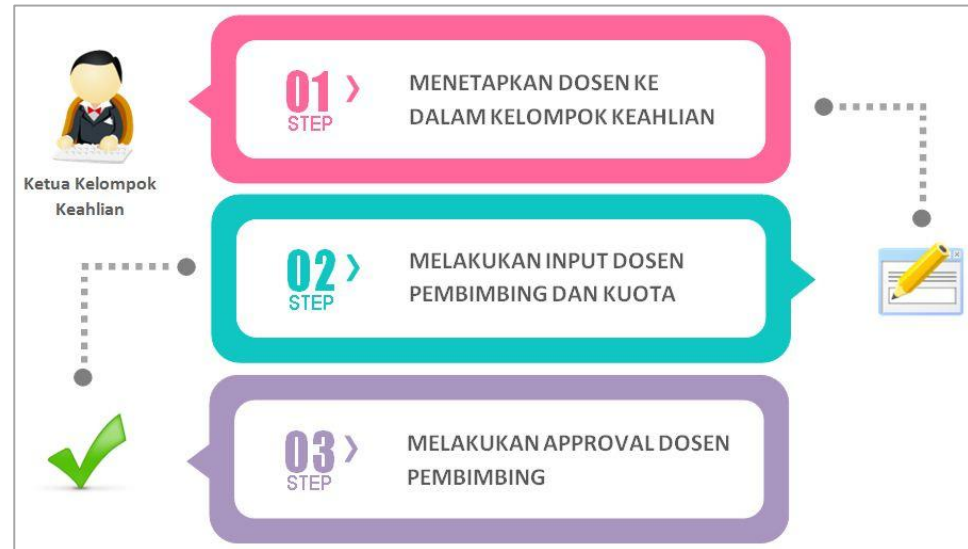 01
STEP
MENETAPKAN DOSEN KE
DALAM KELOMPOK KEAHLIAN
Ketua Kelompok
Keahlian
02
STEP
MELAKUKAN INPUT DOSEN
PEMBIMBING DAN KUOTA
03
STEP
MELAKUKAN APPROVAL DOSEN
PEMBIMBING